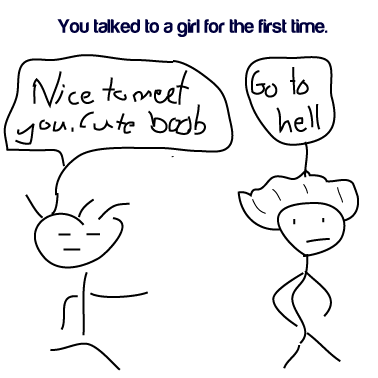 You talked to a girl for the first time.
Nice to meet
you. Cute boob
Go to
hell